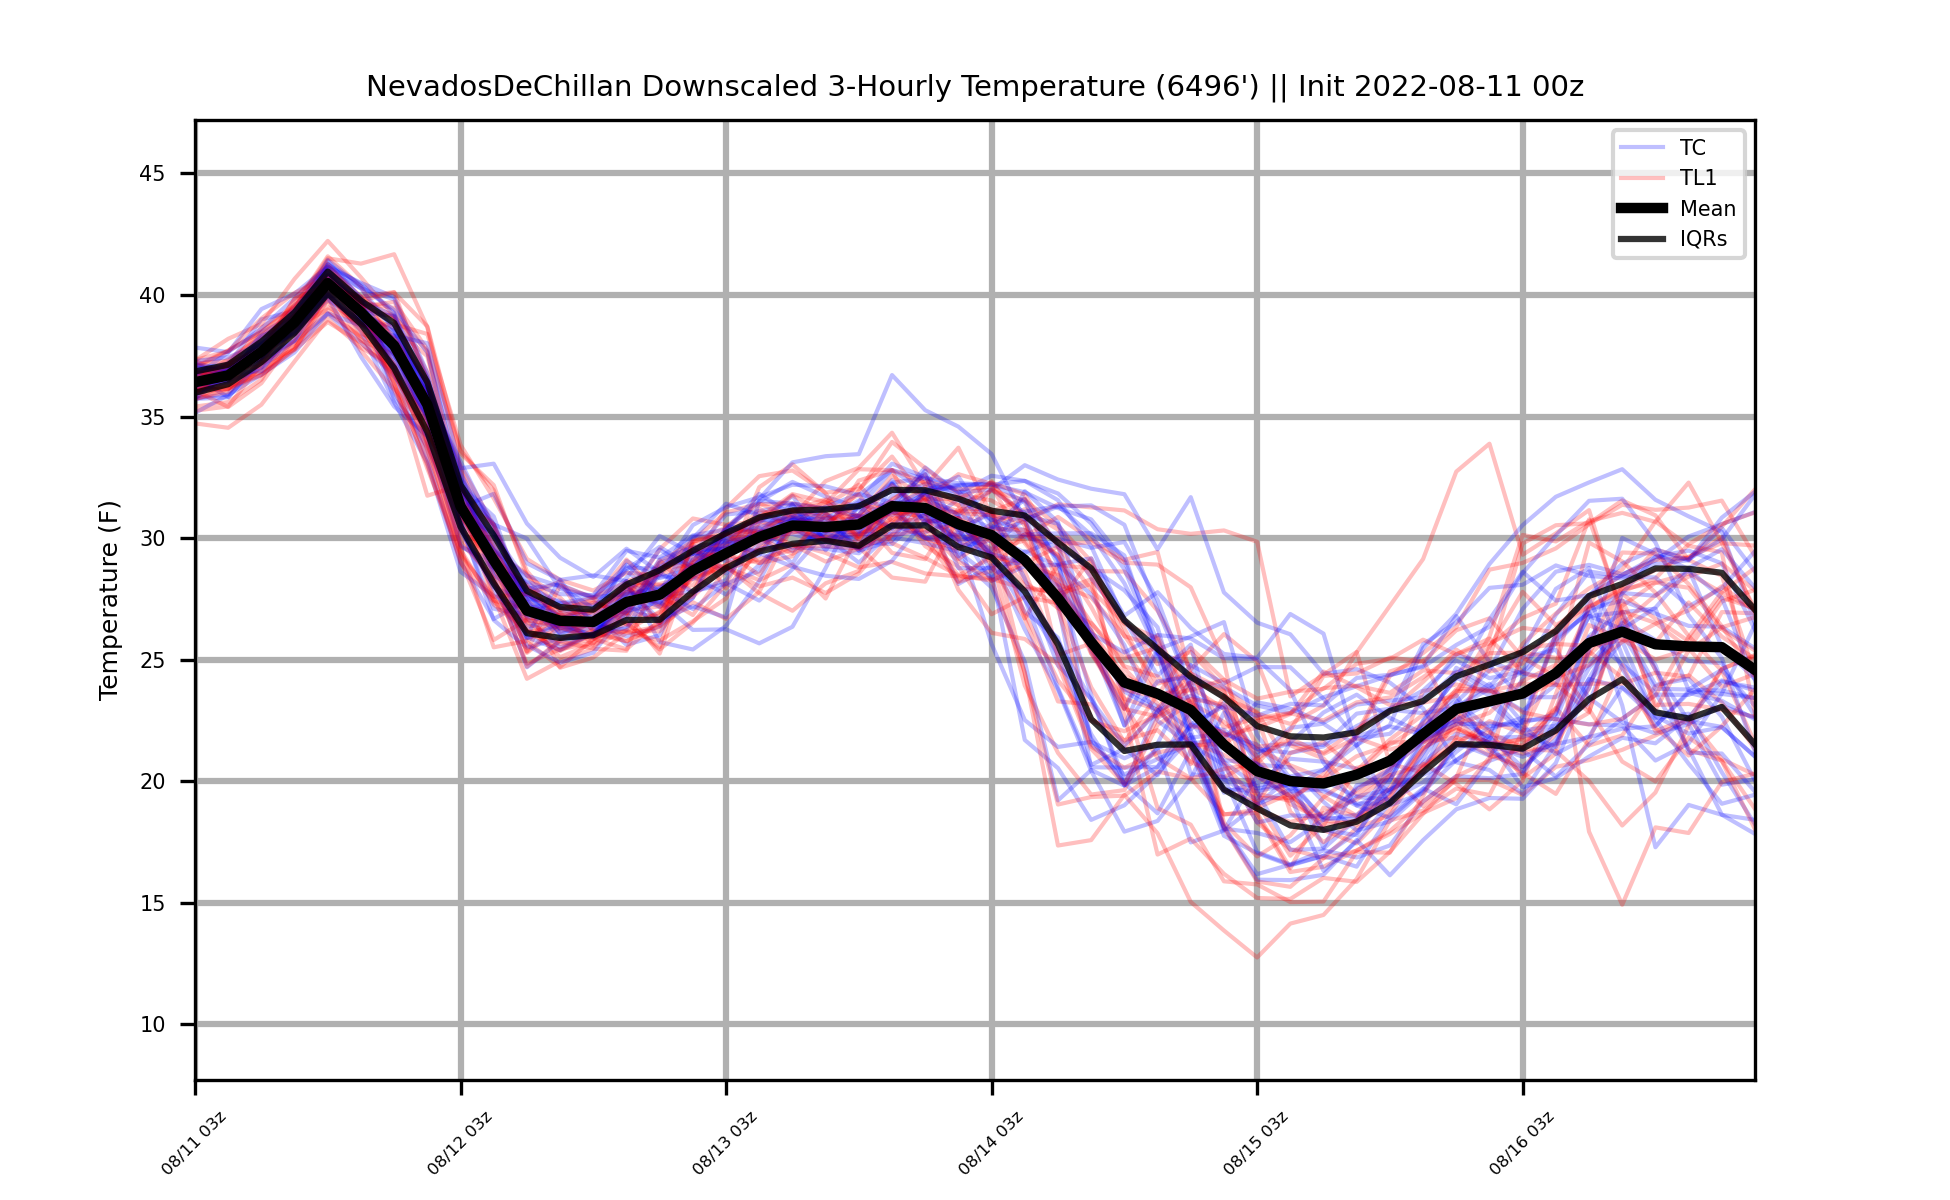 NevadosDeChillan Downscaled 3-Hourly Temperature (6496') || Init 2022-08-11 00z
TC
TL1
Mean
IQRs
Temperature (F)
45
40
35
30
25
20
15
10
08/11 03z
08/12 03z
08/13 03z
08/14 03z
08/15 03z
08/16 03z